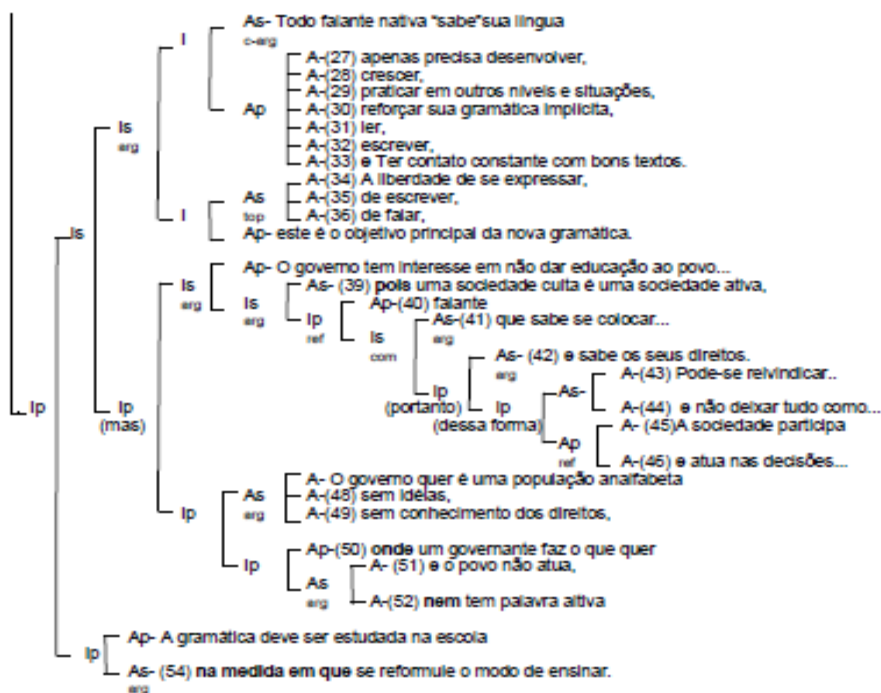 As- Todo falante nativa "sabe"sua língua
I
c-arg
A-(27) apenas precisa desenvolver,
A-(28) crescer,
A-(29) praticar em outros níveis e situações,
Ap
A-(30) reforçar sua gramática implícita,
Is
arg
A-(31) ler,
A-(32) escrever,
A-(33) e Ter contato constante com bons textos.
A-(34) A liberdade de se expressar,
As
A-(35) de escrever,
I
top
A-(36) de falar,
Is
Ap- este é o objetivo principal da nova gramática.
Ap- O governo tem interesse em não dar educação ao povo...
Is
arg
As- (39) pois uma sociedade culta é uma sociedade ativa,
Is
arg
Ap-(40) falante
Ip
ref
As-(41) que sabe se colocar...
arg
Is
com
As- (42) e sabe os seus direitos.
arg
A-(43) Pode-se reivindicar..
Ip
(portanto)
As-
Ip
Ip
(mas)
Ip
(dessa forma)
A-(44) e não deixar tudo como...
A- (45)A sociedade participa
Ap
ref
A-(46) e atua nas decisões...
A- O governo quer é uma população analfabeta
As
arg
A-(48) sem idéias,
Ip
A-(49) sem conhecimento dos direitos,
Ap-(50) onde um governante faz o que quer
Ip
A- (51) e o povo não atua,
As
arg
A-(52) nem tem palavra altiva
Ap- A gramática deve ser estudada na escola
Ip
As- (54) na medida em que se reformule o modo de ensinar.
arg